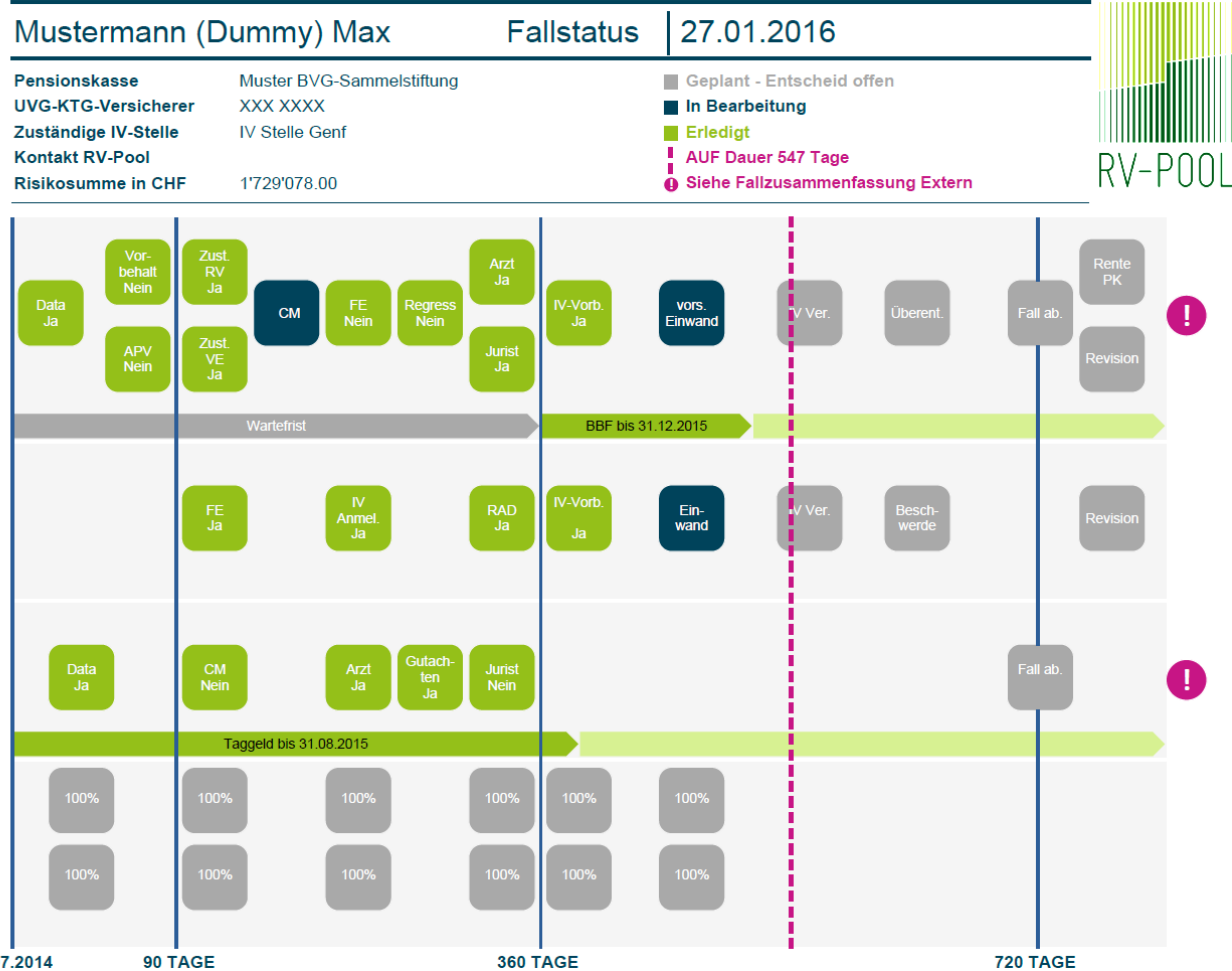 Mustermann (Dummy) Max Fallstatus 27.01.2016
Pensionskasse Muster BVG-Sammelstiftung
UVG-KTG-Versicherer XXX XXXX
Zuständige IV-Stelle IV Stelle Genf
Kontakt RV-Pool
Risikosumme in CHF 1'729'078.00
Geplant - Entscheid offen
In Bearbeitung
Erledigt
AUF Dauer 547 Tage
! Siehe Fallzusammenfassung Extern
RV-POOL
Data
Ja
Vor-
behalt
Nein
APV
Nein
Zust.
RV
Ja
Zust.
VE
Ja
CM
FE
Nein
Regress
Nein
Arzt
Ja
Jurist
Ja
IV-Vorb.
Ja
vors.
Einwand
IV Ver.
Überent.
Fall ab.
Rente
PK
Revision
!
Wartefrist
BBF bis 31.12.2015
FE
Ja
IV
Anmel.
Ja
RAD
Ja
IV-Vorb.
Ja
Ein-
wand
IV Ver.
Besch-
werde
Revision
Data
Ja
CM
Nein
Arzt
Ja
Gutach-
ten
Ja
Jurist
Nein
Fall ab.
!
Taggeld bis 31.08.2015
100% 100% 100% 100% 100% 100%
100% 100% 100% 100% 100% 100%
7.2014 90 TAGE 360 TAGE 720 TAGE